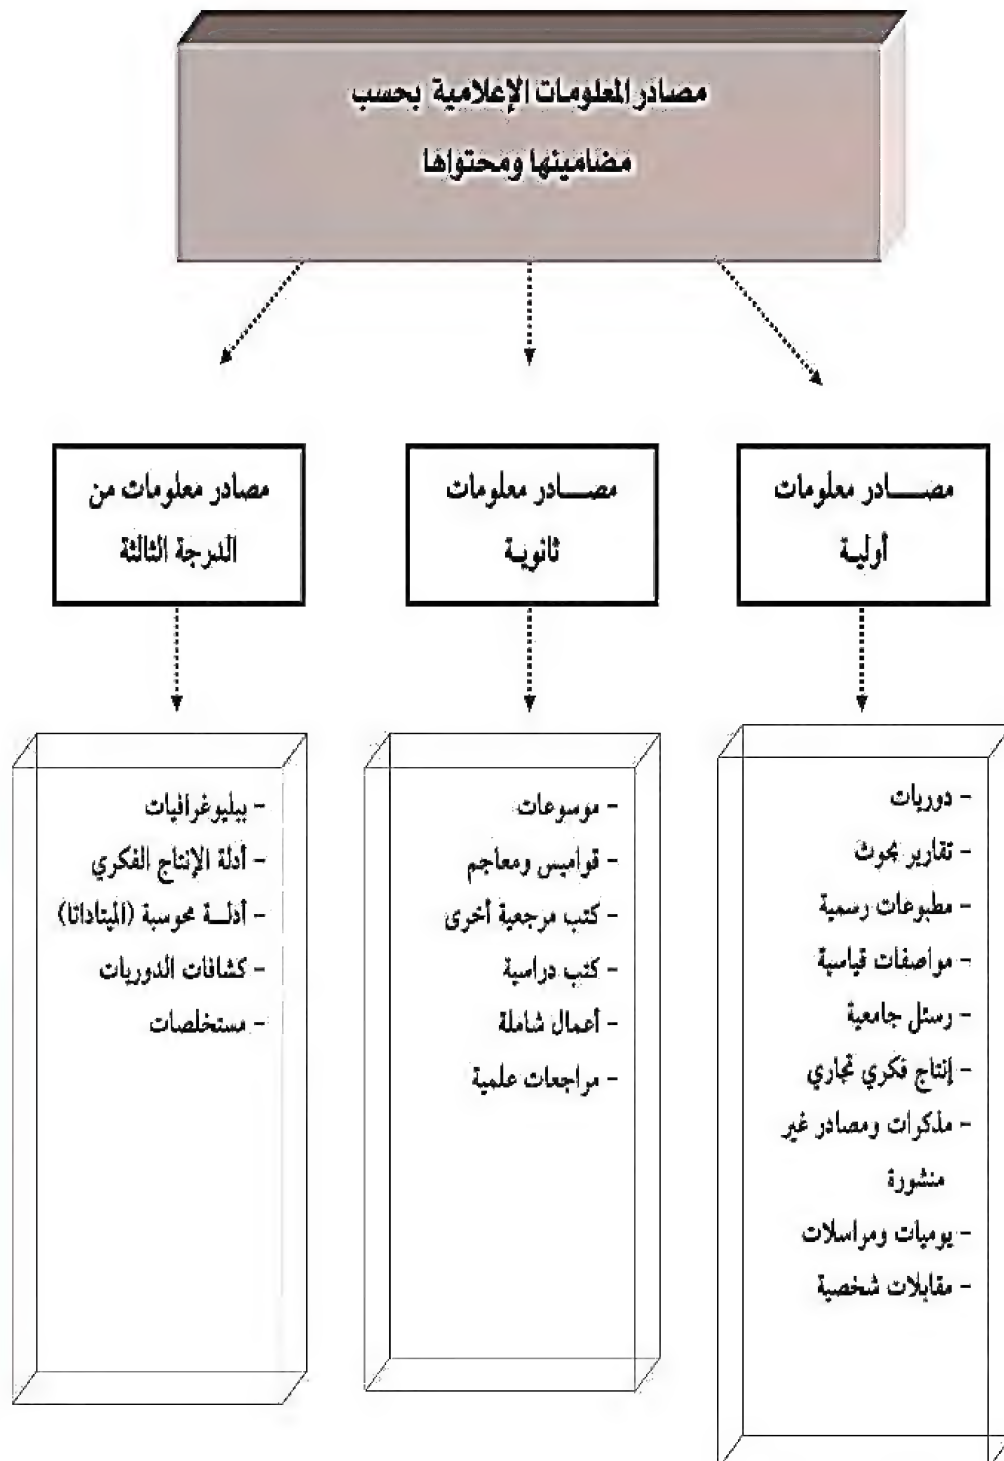 مصادر المعلومات الإعلامية بحسب
مضامينها ومحتواها
مصادر معلومات
أولية
مصادر معلومات
ثانوية
مصادر معلومات من
الدرجة الثالثة
- دوريات
- تقارير بحوث
- مطبوعات رسمية
- مواصفات قياسية
- رسئل جامعية
- إنتاج فكري تجاري
- مذكرات ومصادر غير
منشورة
- يوميات ومراسلات
- مقابلات شخصية
- موسوعات
- قواميس ومعاجم
- كتب مرجعية أخرى
- كتب دراسية
- أعمال شاملة
- مراجعات علمية
- ببليوغرافيات
- أدلة الإنتاج الفكري
- أدلة محوسبة (الميتاداتا)
- كشافات الدوريات
- مستخلصات